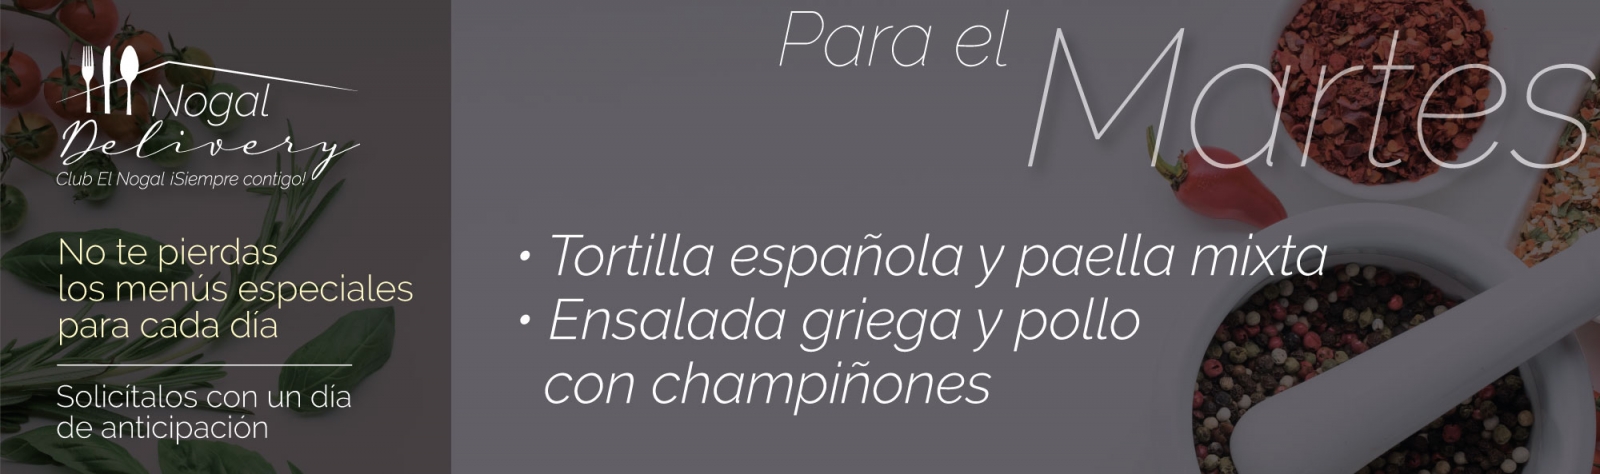 Nogal
Delivery
Club El Nogal ¡Siempre contigo!
No te pierdas
los menús especiales
para cada día
Solicítalos con un día
de anticipación
Para el
Martes
• Tortilla española y paella mixta
• Ensalada griega y pollo
con champiñones